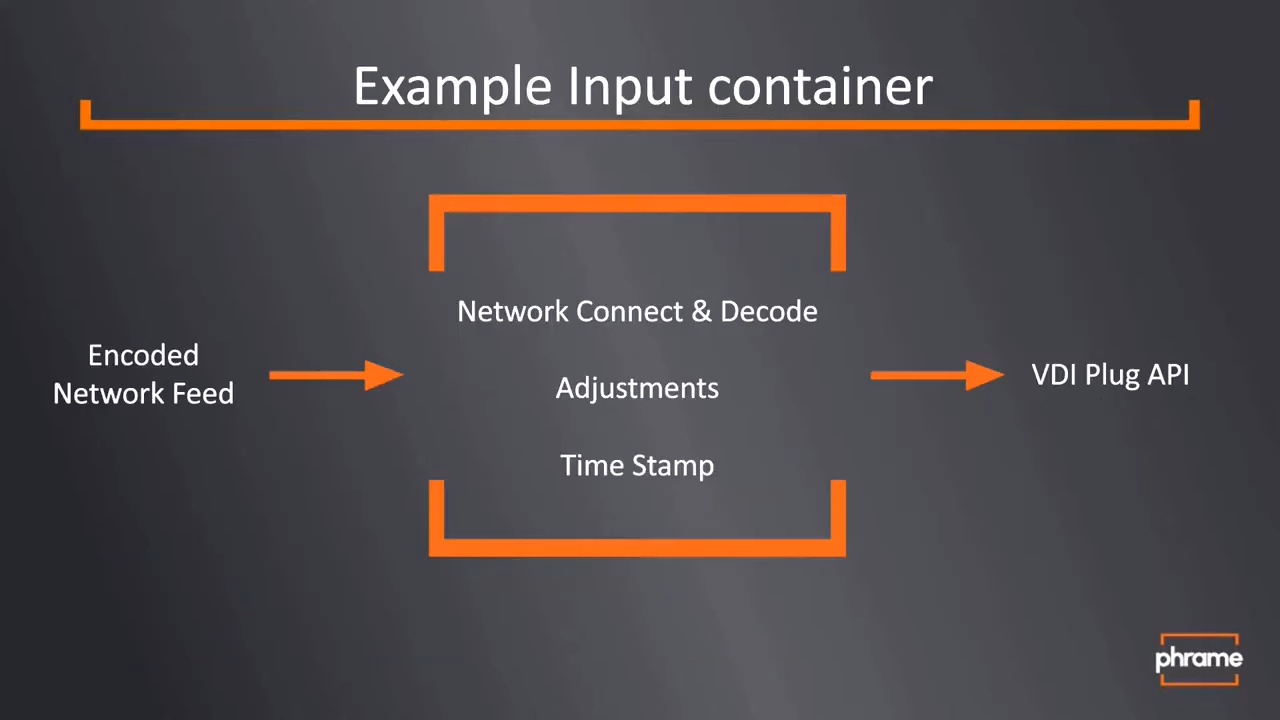 Example Input container
Encoded
Network Feed
Network Connect & Decode
Adjustments
Time Stamp
VDI Plug API
phrame